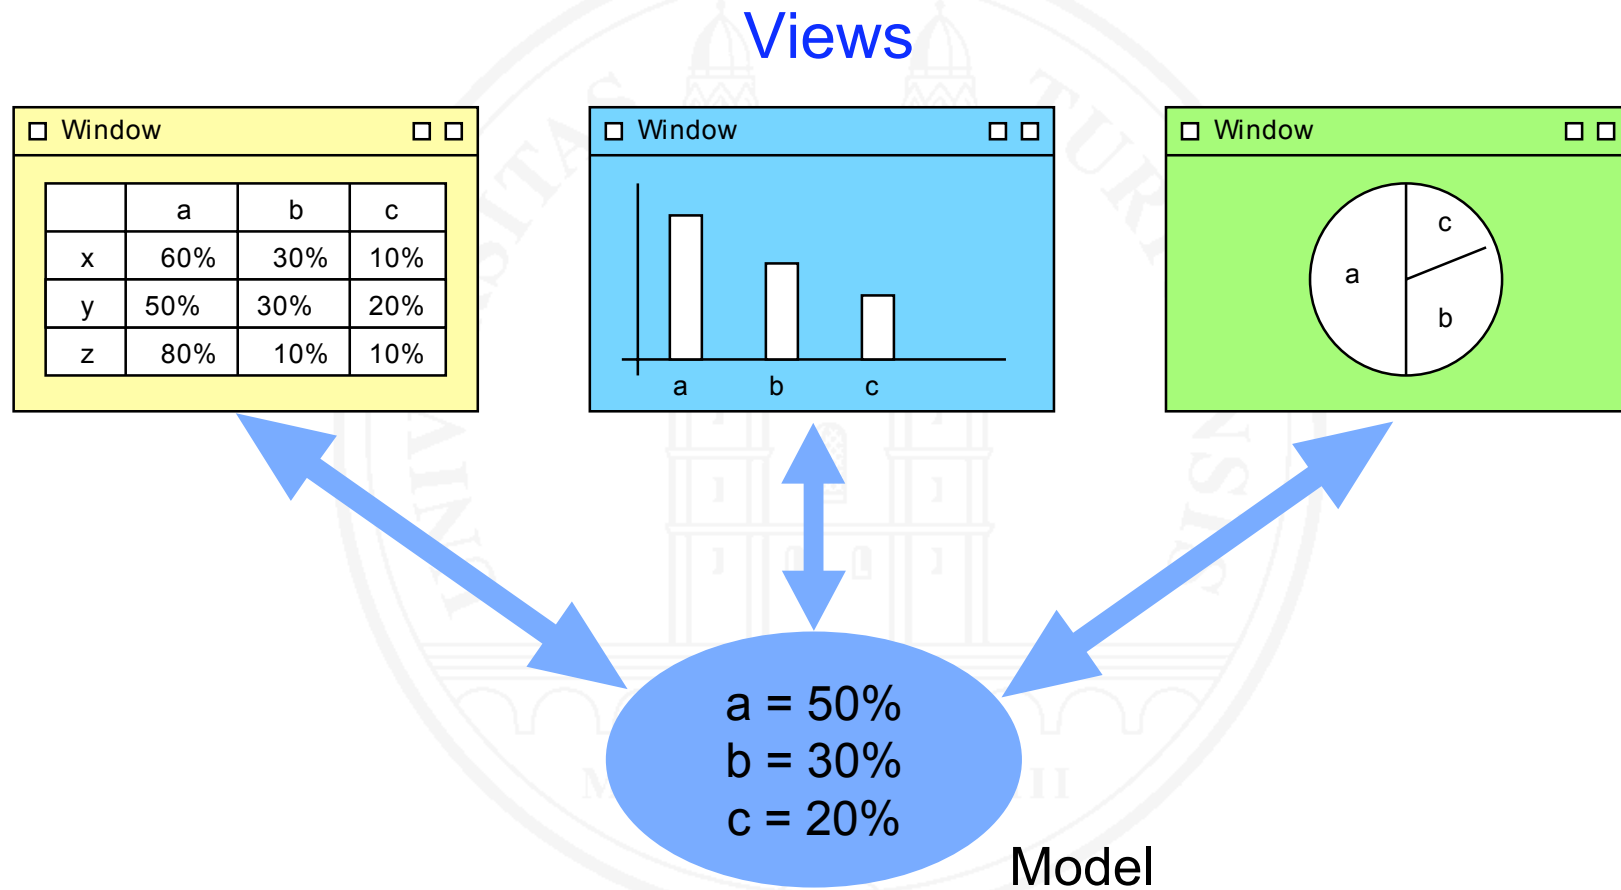 Views
Window
a b c
x 60% 30% 10%
y 50% 30% 20%
z 80% 10% 10%
Window
a b c
Window
c
a
b
a = 50%
b = 30%
c = 20%
Model